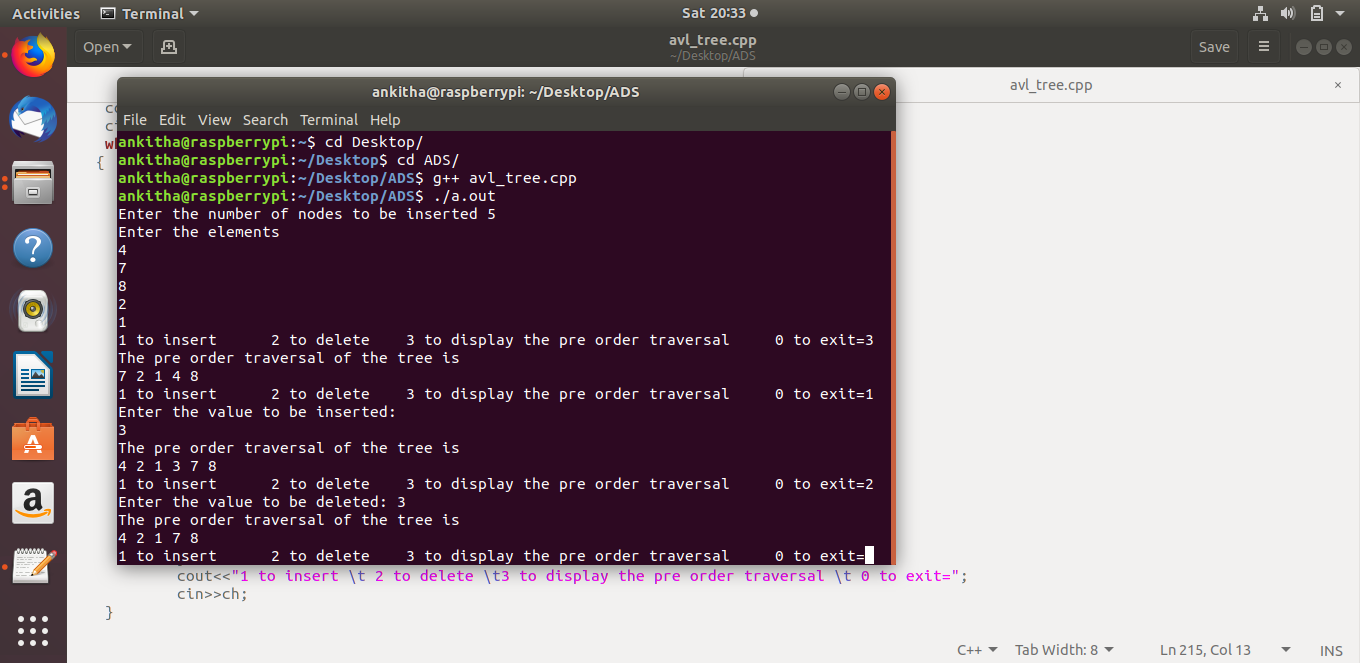 Activities Terminal Sat 20:33
Open avl_tree.cpp Save
~/Desktop/ADS
avl_tree.cpp ×
ankitha@raspberrypi: ~/Desktop/ADS
File Edit View Search Terminal Help
{
ankitha@raspberrypi:~$ cd Desktop/
ankitha@raspberrypi:~/Desktop$ cd ADS/
ankitha@raspberrypi:~/Desktop/ADS$ g++ avl_tree.cpp
ankitha@raspberrypi:~/Desktop/ADS$ ./a.out
Enter the number of nodes to be inserted 5
Enter the elements
4
7
8
2
1
1 to insert 2 to delete 3 to display the pre order traversal 0 to exit=3
The pre order traversal of the tree is
7 2 1 4 8
1 to insert 2 to delete 3 to display the pre order traversal 0 to exit=1
Enter the value to be inserted:
3
The pre order traversal of the tree is
4 2 1 3 7 8
1 to insert 2 to delete 3 to display the pre order traversal 0 to exit=2
Enter the value to be deleted: 3
The pre order traversal of the tree is
4 2 1 7 8
1 to insert 2 to delete 3 to display the pre order traversal 0 to exit=
cout<<"1 to insert \t 2 to delete \t3 to display the pre order traversal \t 0 to exit=";
cin>>ch;
}
C++ Tab Width: 8 Ln 215, Col 13 INS